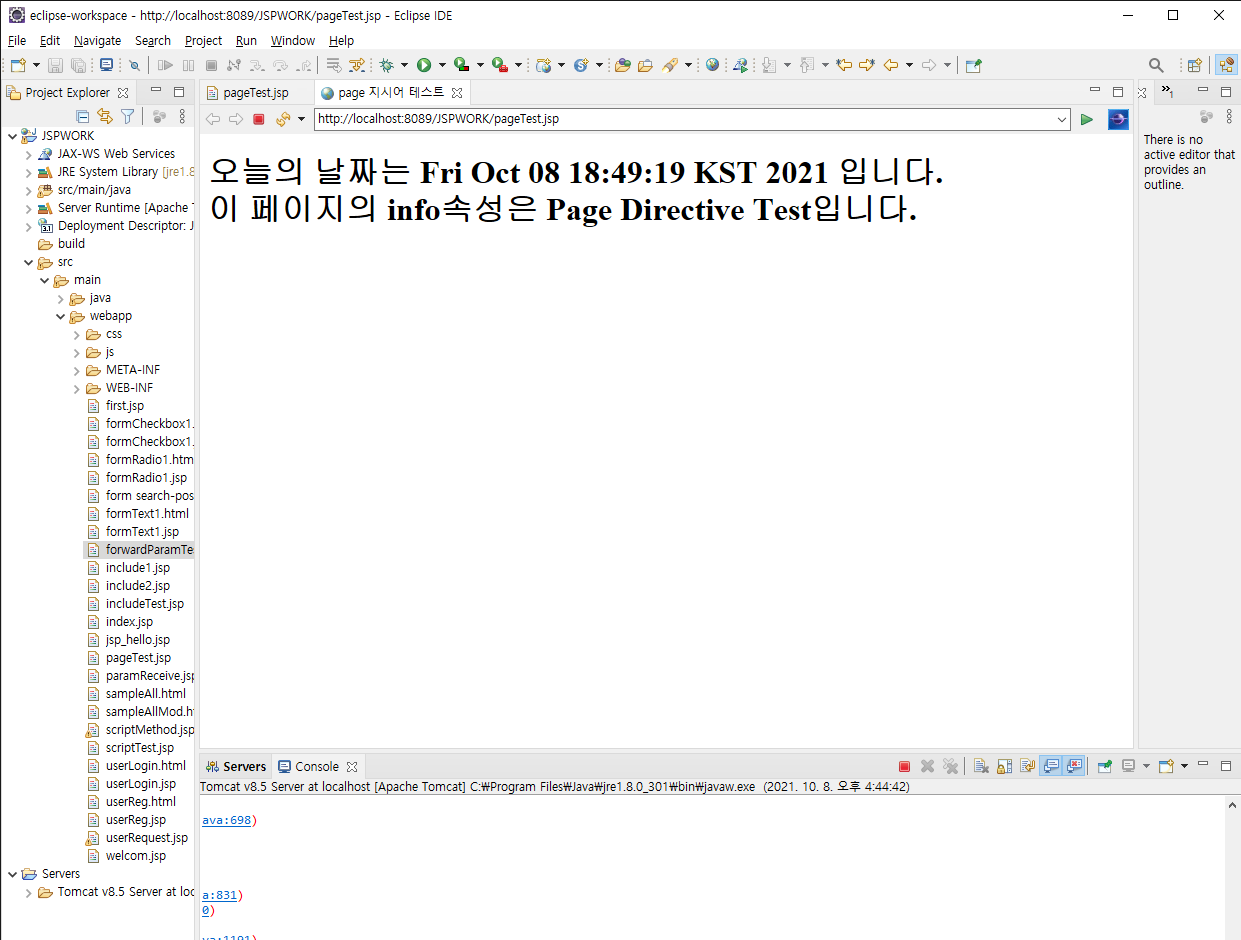 eclipse-workspace - http://localhost:8089/JSPWORK/pageTest.jsp - Eclipse IDE
File Edit Navigate Search Project Run Window Help
Project Explorer
pageTest.jsp
page 지시어 테스트
1
http://localhost:8089/JSPWORK/pageTest.jsp
There is no
active editor that
provides an
outline.
오늘의 날짜는 Fri Oct 08 18:49:19 KST 2021 입니다.
이 페이지의 info속성은 Page Directive Test입니다.
JSPWORK
JAX-WS Web Services
JRE System Library [jre1.8
src/main/java
Server Runtime [Apache T
Deployment Descriptor: J
build
src
main
java
webapp
css
js
META-INF
WEB-INF
first.jsp
formCheckbox1.
formCheckbox1.
formRadio1.htm
formRadio1.jsp
form search-pos
formText1.html
formText1.jsp
forwardParamTe
include1.jsp
include2.jsp
includeTest.jsp
index.jsp
jsp_hello.jsp
pageTest.jsp
paramReceive.jsp
sampleAll.html
sampleAllMod.h
scriptMethod.jsp
scriptTest.jsp
userLogin.html
userLogin.jsp
userReg.html
userReg.jsp
userRequest.jsp
welcom.jsp
Servers
Tomcat v8.5 Server at loc
Servers
Console
Tomcat v8.5 Server at localhost [Apache Tomcat] C:₩Program Files₩Java₩jre1.8.0_301₩bin₩javaw.exe (2021. 10. 8. 오후 4:44:42)
ava:698)
a:831)
0)
va:1191)